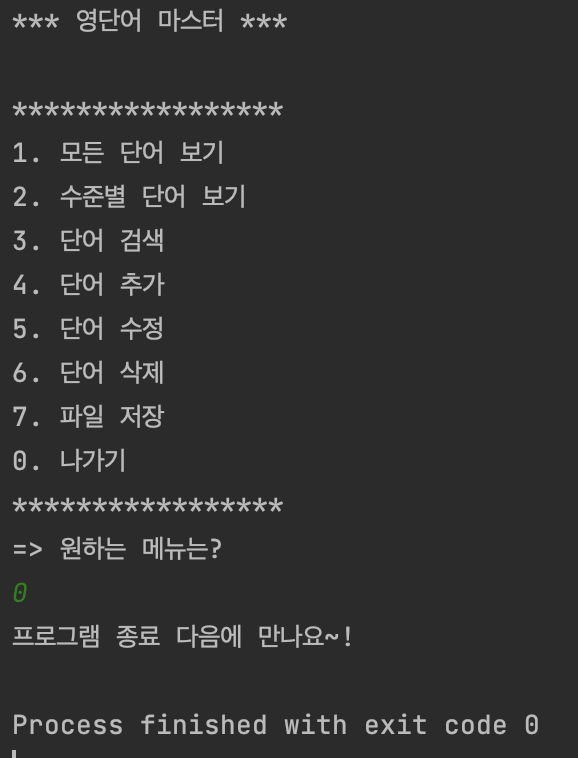 *** 영단어 마스터 ***
*****************
1. 모든 단어 보기
2. 수준별 단어 보기
3. 단어 검색
4. 단어 추가
5. 단어 수정
6. 단어 삭제
7. 파일 저장
0. 나가기
*****************
=> 원하는 메뉴는?
0
프로그램 종료 다음에 만나요~!
Process finished with exit code 0